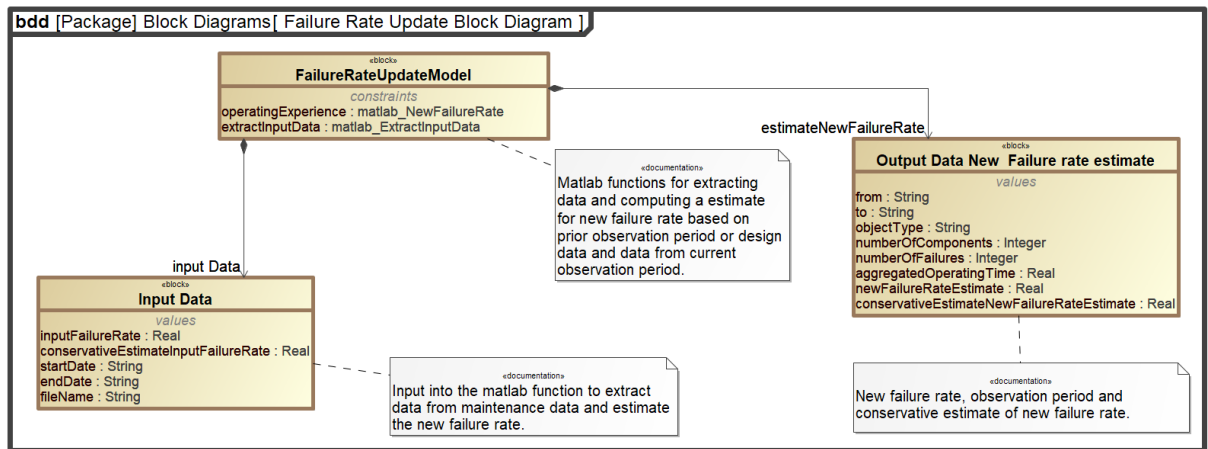 bdd [Package] Block Diagrams[ Failure Rate Update Block Diagram ]
«block»
FailureRateUpdateModel
constraints
operatingExperience : matlab_NewFailureRate
extractInputData : matlab_ExtractInputData
estimateNewFailureRate
«block»
Output Data New  Failure rate estimate
values
from : String
to : String
objectType : String
numberOfComponents : Integer
numberOfFailures : Integer
aggregatedOperatingTime : Real
newFailureRateEstimate : Real
conservativeEstimateNewFailureRateEstimate : Real
«documentation»
Matlab functions for extracting
data and computing a estimate
for new failure rate based on
prior observation period or design
data and data from current
observation period.
input Data
«block»
Input Data
values
inputFailureRate : Real
conservativeEstimateInputFailureRate : Real
startDate : String
endDate : String
fileName : String
«documentation»
Input into the matlab function to extract
data from maintenance data and estimate
the new failure rate.
«documentation»
New failure rate, observation period and
conservative estimate of new failure rate.